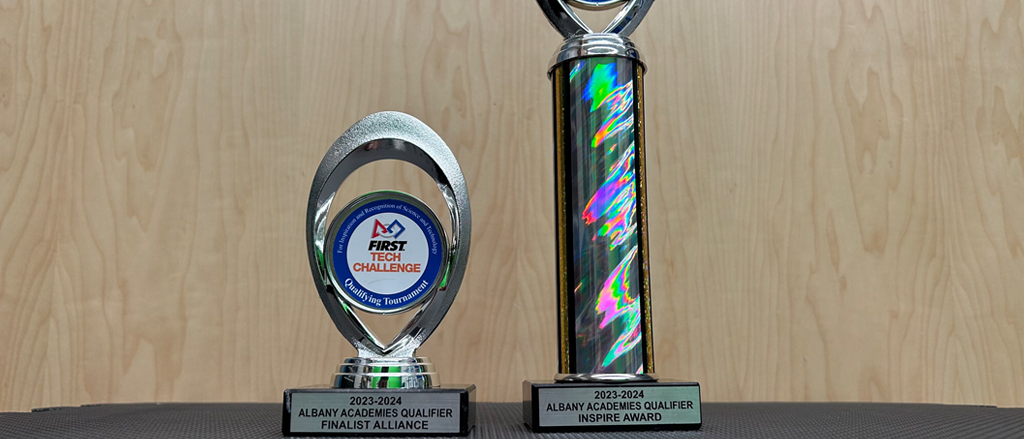 For Inspiration and Recognition of Science and Technology
FIRST
TECH
CHALLENGE
Qualifying Tournament
2023-2024
ALBANY ACADEMIES QUALIFIER
FINALIST ALLIANCE
2023-2024
ALBANY ACADEMIES QUALIFIER
INSPIRE AWARD